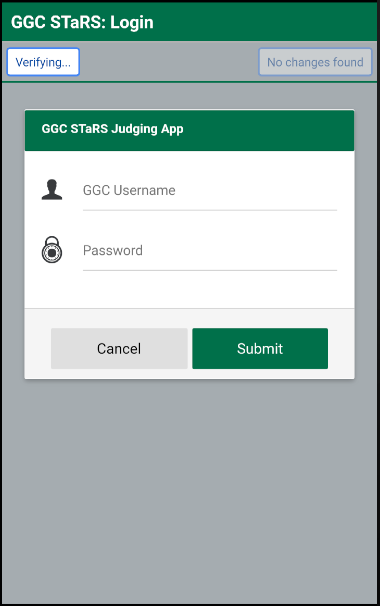 GGC STaRS: Login
Verifying... No changes found
GGC STaRS Judging App
GGC Username
Password
Cancel Submit